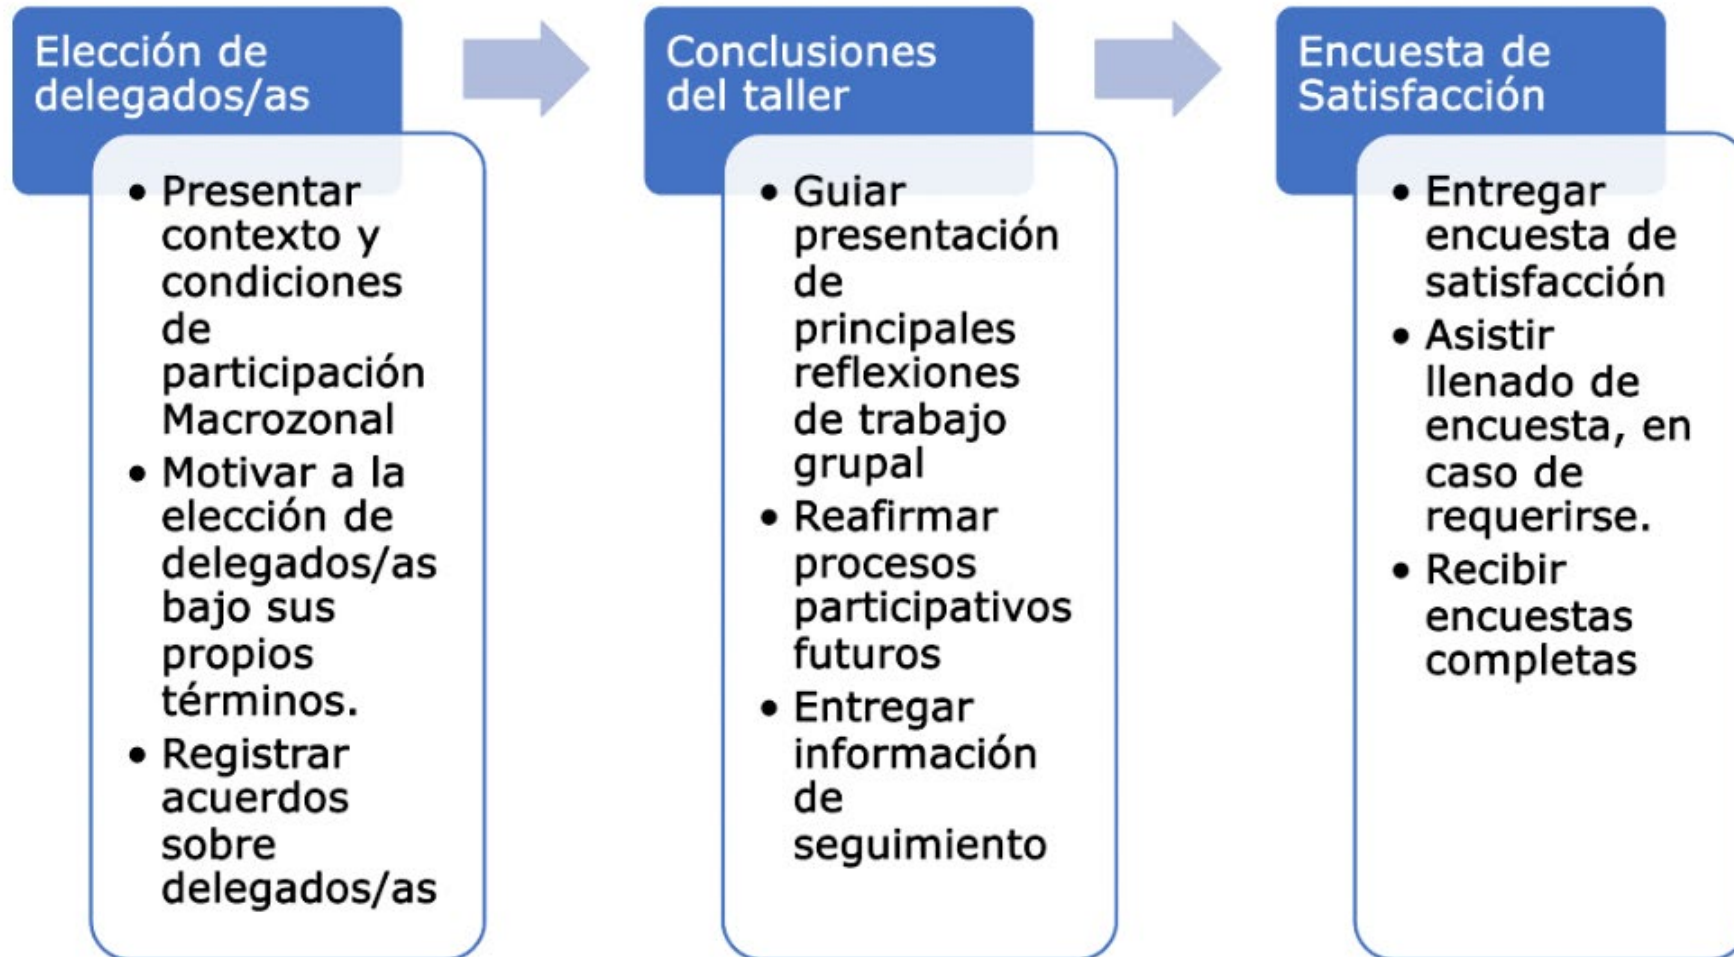 Elección de
delegados/as
• Presentar
contexto y
condiciones
de
participación
Macrozonal
• Motivar a la
elección de
delegados/as
bajo sus
propios
términos.
• Registrar
acuerdos
sobre
delegados/as
Conclusiones
del taller
• Guiar
presentación
de
principales
reflexiones
de trabajo
grupal
• Reafirmar
procesos
participativos
futuros
• Entregar
información
de
seguimiento
Encuesta de
Satisfacción
• Entregar
encuesta de
satisfacción
• Asistir
llenado de
encuesta, en
caso de
requerirse.
• Recibir
encuestas
completas